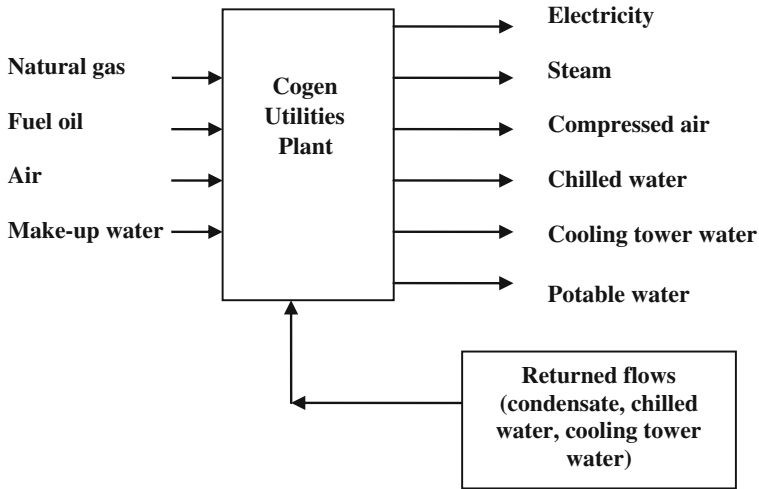 Natural gas
Fuel oil
Air
Make-up water
Cogen
Utilities
Plant
Electricity
Steam
Compressed air
Chilled water
Cooling tower water
Potable water
Returned flows
(condensate, chilled
water, cooling tower
water)